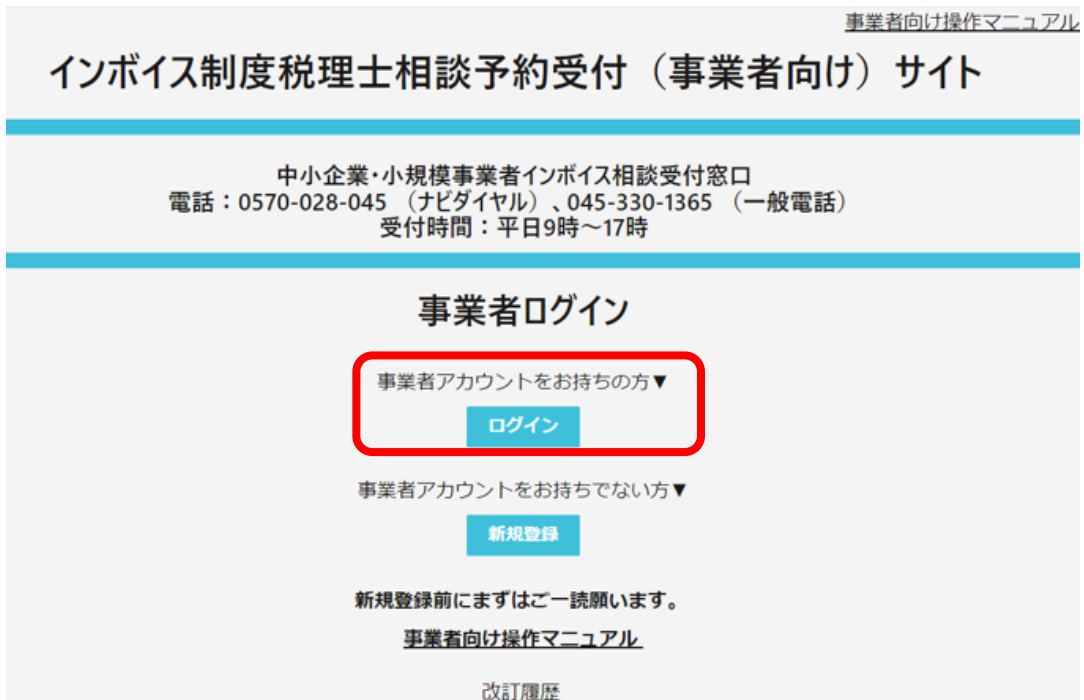 事業者向け操作マニュアル
インボイス制度税理士相談予約受付（事業者向け）サイト
中小企業・小規模事業者インボイス相談受付窓口
電話：0570-028-045 （ナビダイヤル）、045-330-1365 （一般電話）
受付時間：平日9時～17時
事業者ログイン
事業者アカウントをお持ちの方▼
ログイン
事業者アカウントをお持ちでない方▼
新規登録
新規登録前にまずはご一読願います。
事業者向け操作マニュアル
改訂履歴